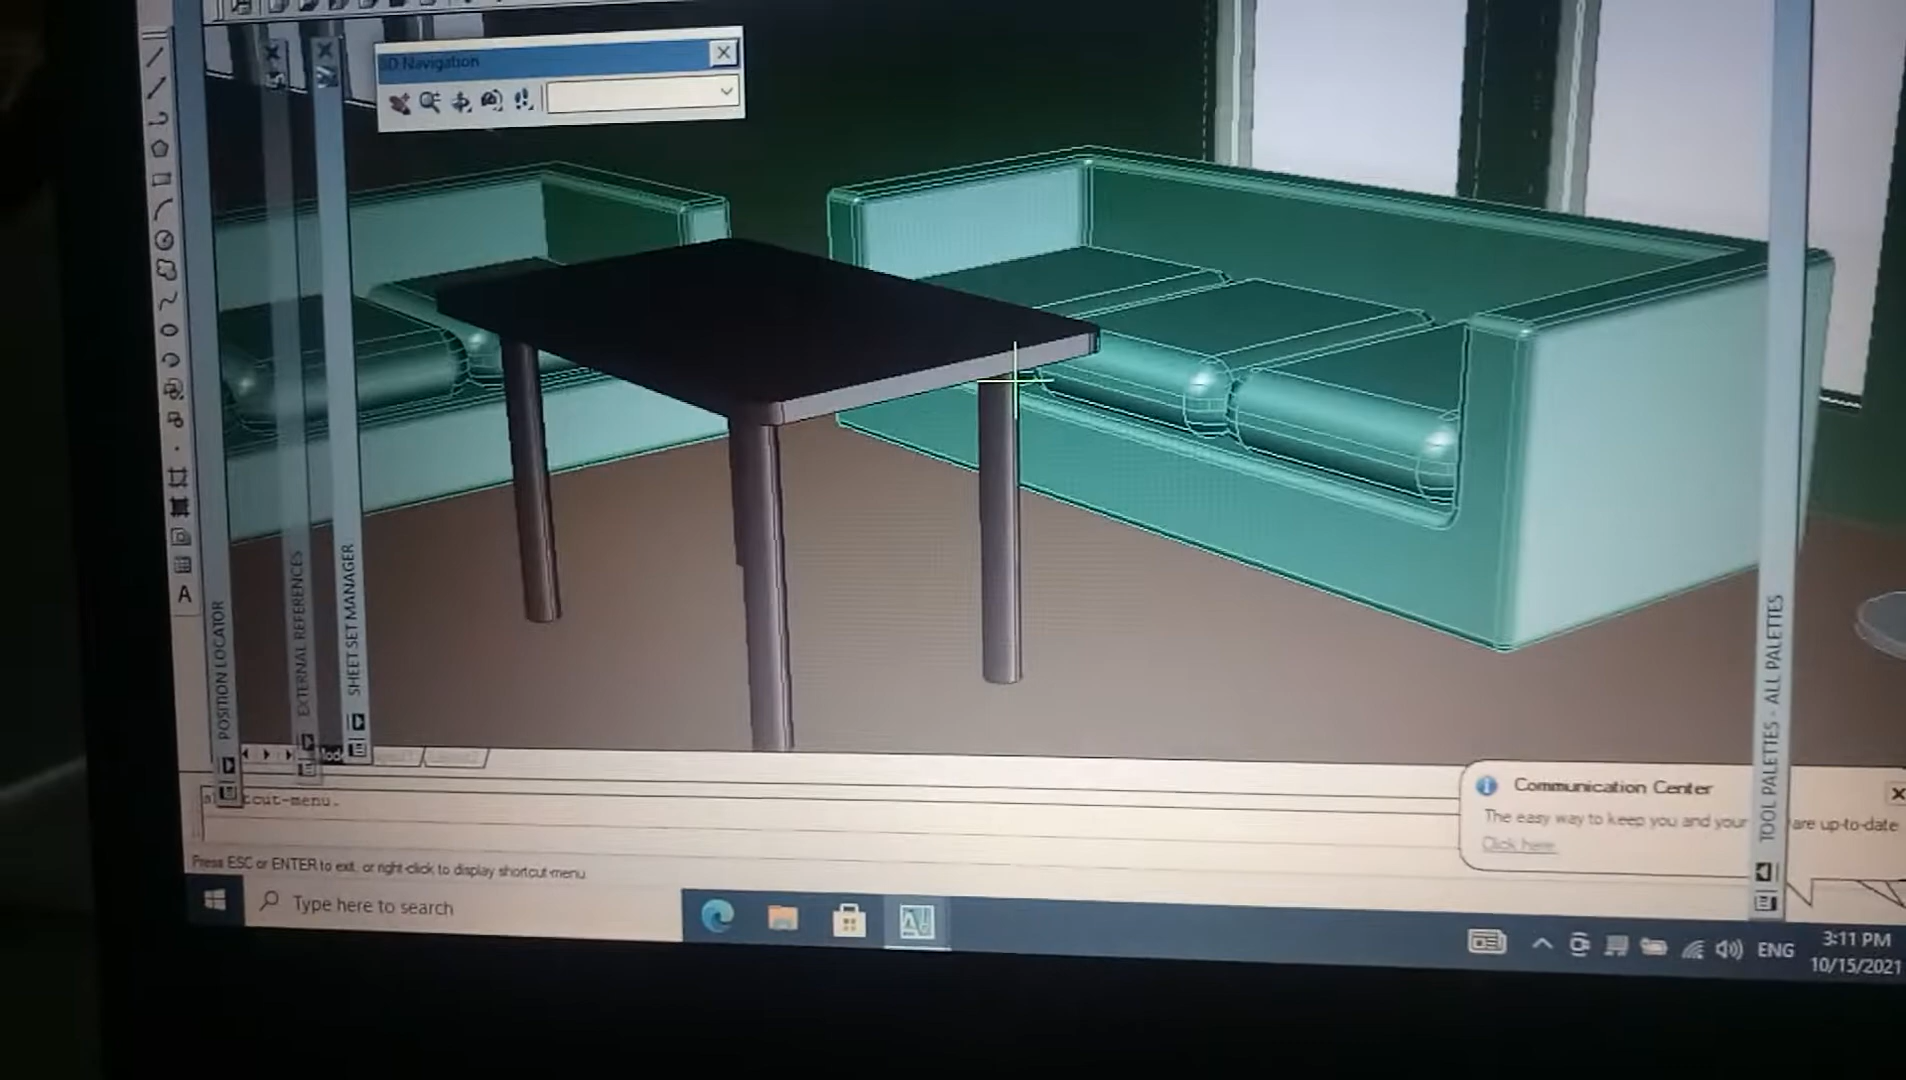 3D Navigation
A
POSITION LOCATOR
EXTERNAL REFERENCES
SHEET SET MANAGER
TOOL PALETTES - ALL PALETTES
cut-menu.
Communication Center
The easy way to keep you and your are up-to-date
Click here.
Press ESC or ENTER to exit, or right-click to display shortcut-menu.
Type here to search
ENG
3:11 PM
10/15/2021